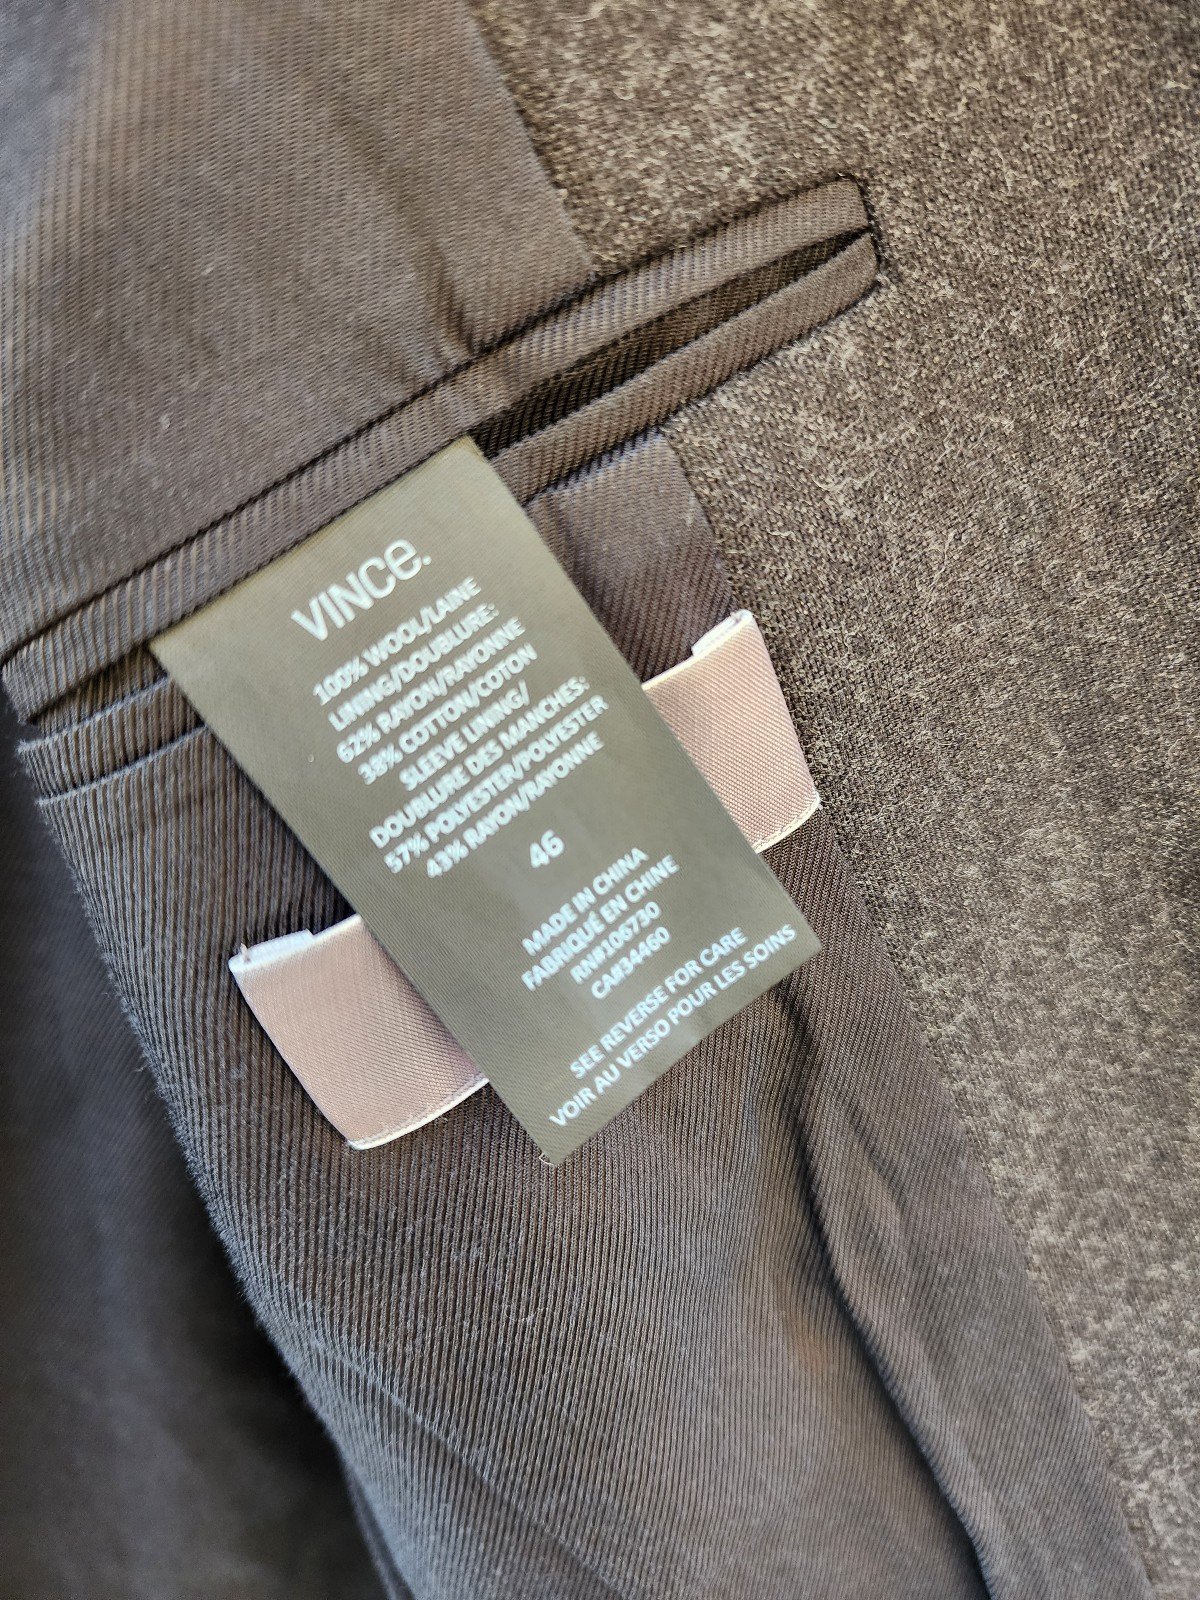 VINCe.
100% WOOL/LAINE
LINING/DOUBLURE:
62% RAYON/RAYONNE
38% COTTON/COTON
SLEEVE LINING/
DOUBLURE DES MANCHES:
57% POLYESTER/POLYESTER
43% RAYON/RAYONNE
46
MADE IN CHINA
FABRIQUÉ EN CHINE
RN#106730
CA#34460
SEE REVERSE FOR CARE
VOIR AU VERSO POUR LES SOINS